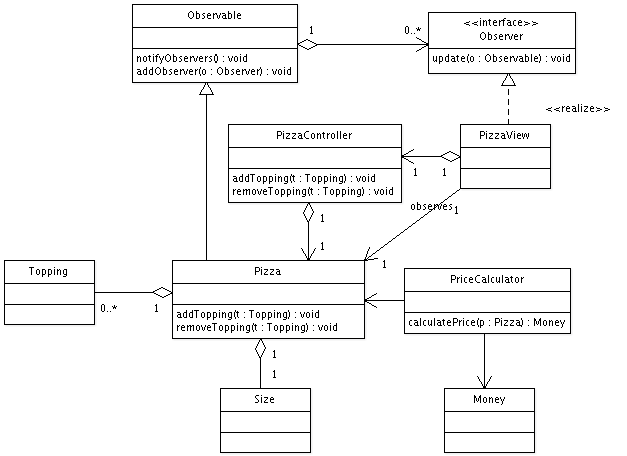 Observable
<<interface>>
Observer
1
0..*
notifyObservers() : void
addObserver(o : Observer) : void
update(o : Observable) : void
<<realize>>
PizzaController
PizzaView
addTopping(t : Topping) : void
removeTopping(t : Topping) : void
1
1
observes
1
1
1
1
Topping
Pizza
PriceCalculator
0..*
1
addTopping(t : Topping) : void
removeTopping(t : Topping) : void
calculatePrice(p : Pizza) : Money
1
1
Size
Money